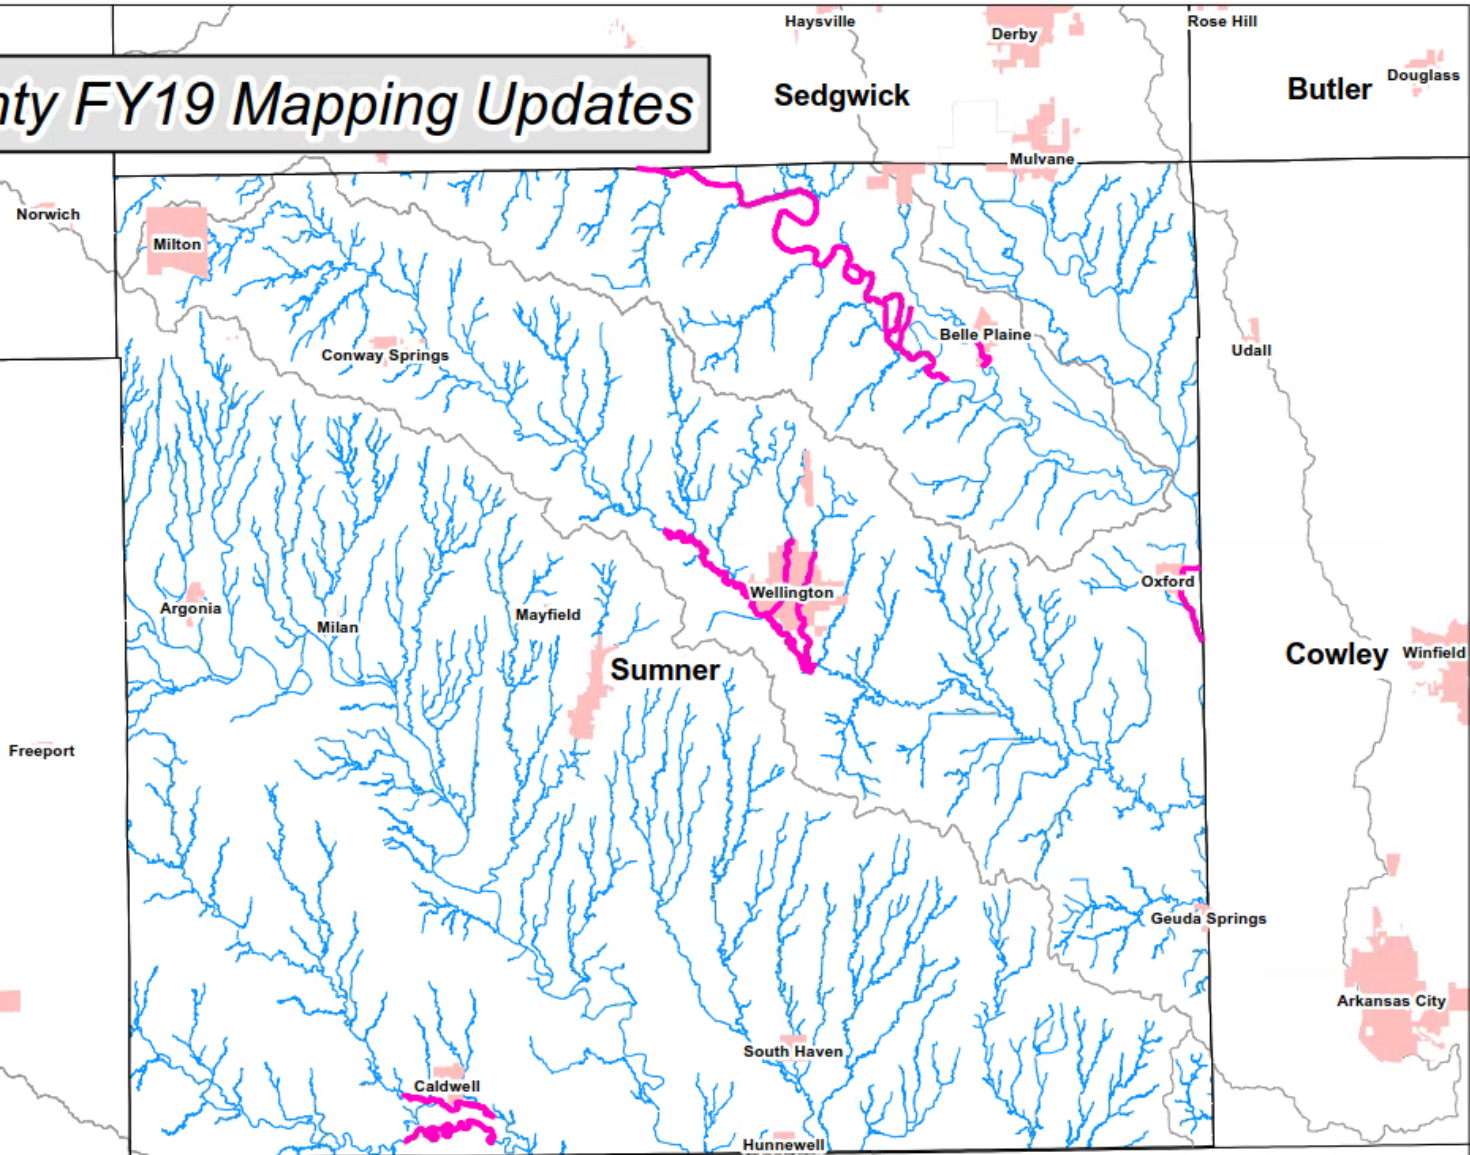 Haysville
Rose Hill
Derby
Douglass
Butler
Sedgwick
nty FY19 Mapping Updates
Mulvane
Norwich
Milton
Belle Plaine
Udall
Conway Springs
Oxford
Wellington
Argonia
Mayfield
Milan
Cowley
Winfield
Sumner
Freeport
Geuda Springs
Arkansas City
South Haven
Caldwell
Hunnewell